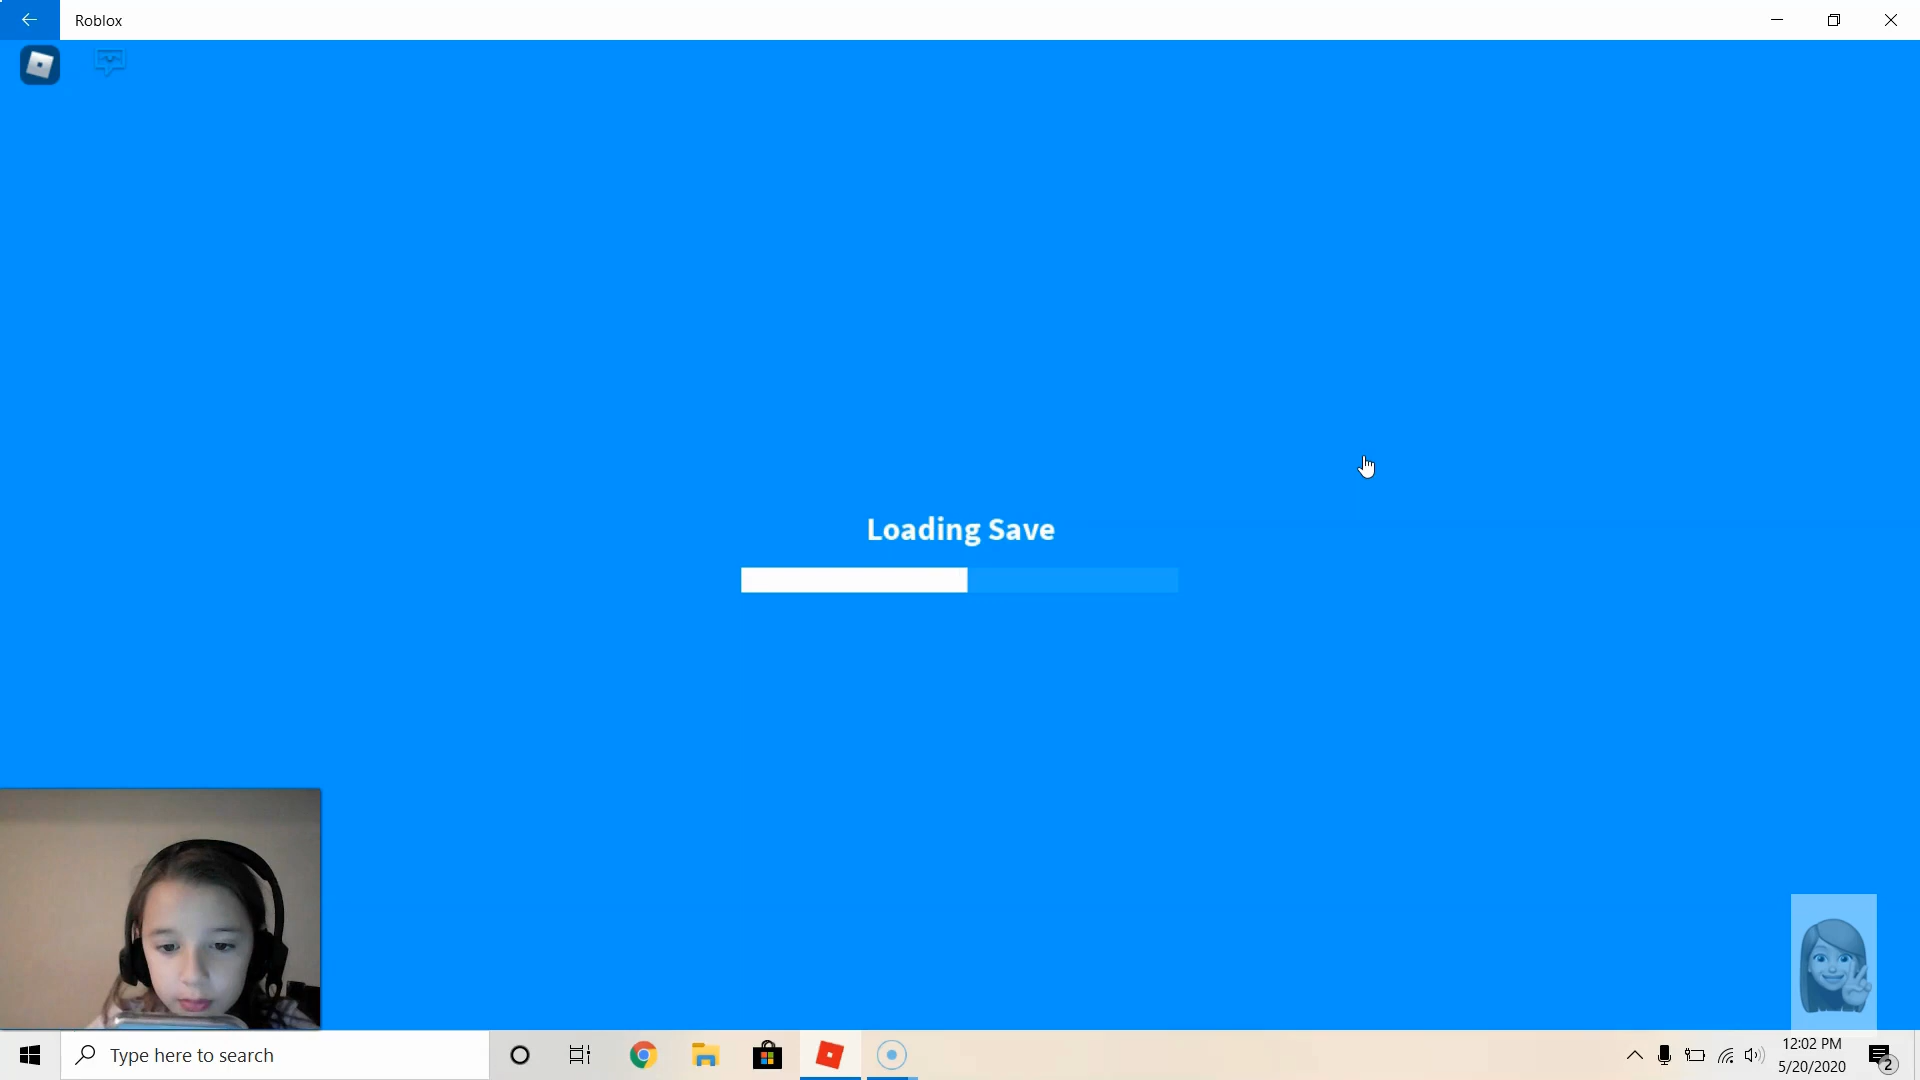 Roblox
Loading Save
Type here to search
12:02 PM
5/20/2020
2